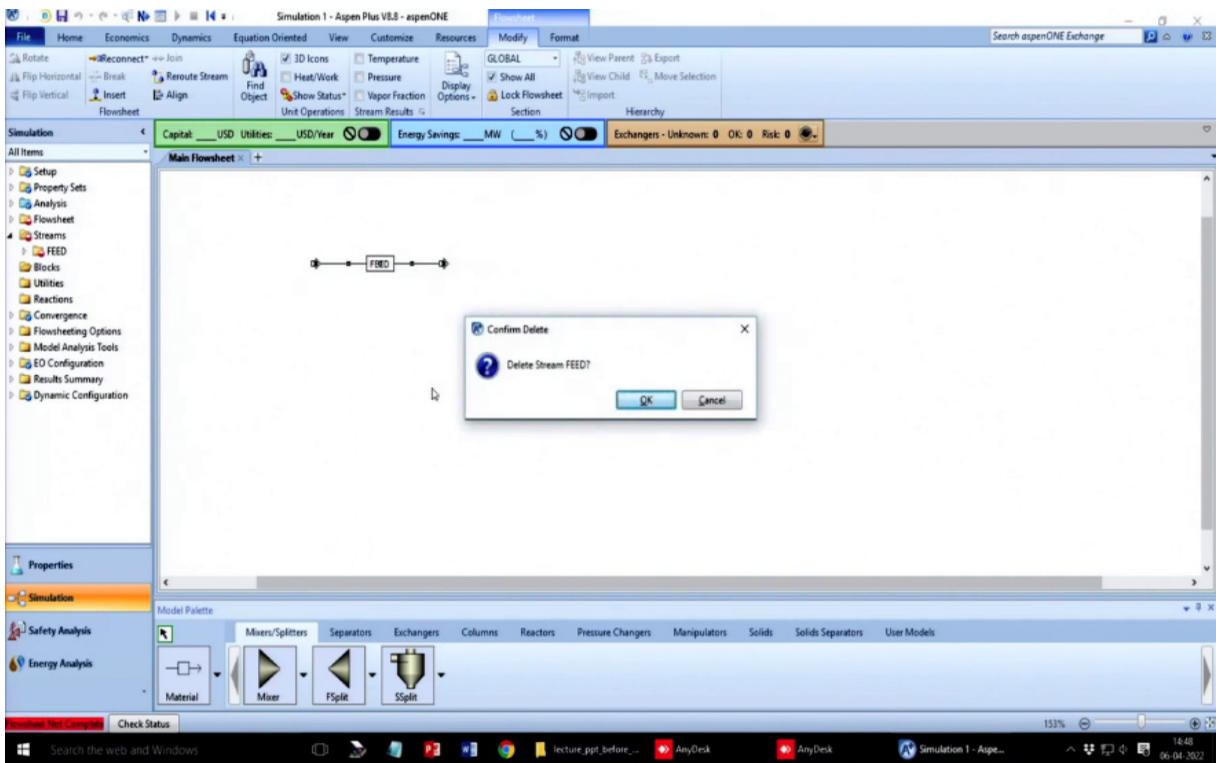 Simulation 1 - Aspen Plus V8.8 - aspenONE
Flowsheet
File Home Economics Dynamics Equation Oriented View Customize Resources Modify Format Search aspenONE Exchange
Rotate Reconnect Join 3D Icons Temperature GLOBAL View Parent Export
Flip Horizontal Break Reroute Stream Find Object Heat/Work Pressure Display Options Show All View Child Move Selection
Flip Vertical Insert Align Show Status Vapor Fraction Lock Flowsheet Import
Flowsheet Unit Operations Stream Results Section Hierarchy
Simulation
Capital: ___ USD Utilities: ___ USD/Year Energy Savings: ___ MW ( ___ %) Exchangers - Unknown: 0 OK: 0 Risk: 0
All Items
Main Flowsheet × +
Setup
Property Sets
Analysis
Flowsheet
Streams
FEED
Blocks
Utilities
Reactions
Convergence
Flowsheeting Options
Model Analysis Tools
EO Configuration
Results Summary
Dynamic Configuration
FEED
Confirm Delete
Delete Stream FEED?
OK Cancel
Properties
Simulation
Safety Analysis
Energy Analysis
Model Palette
Mixers/Splitters Separators Exchangers Columns Reactors Pressure Changers Manipulators Solids Solids Separators User Models
Material Mixer FSplit SSplit
Flowsheet Not Complete Check Status 153%
Search the web and Windows lecture_ppt_before_... AnyDesk AnyDesk Simulation 1 - Aspe... 14:48
06-04-2022